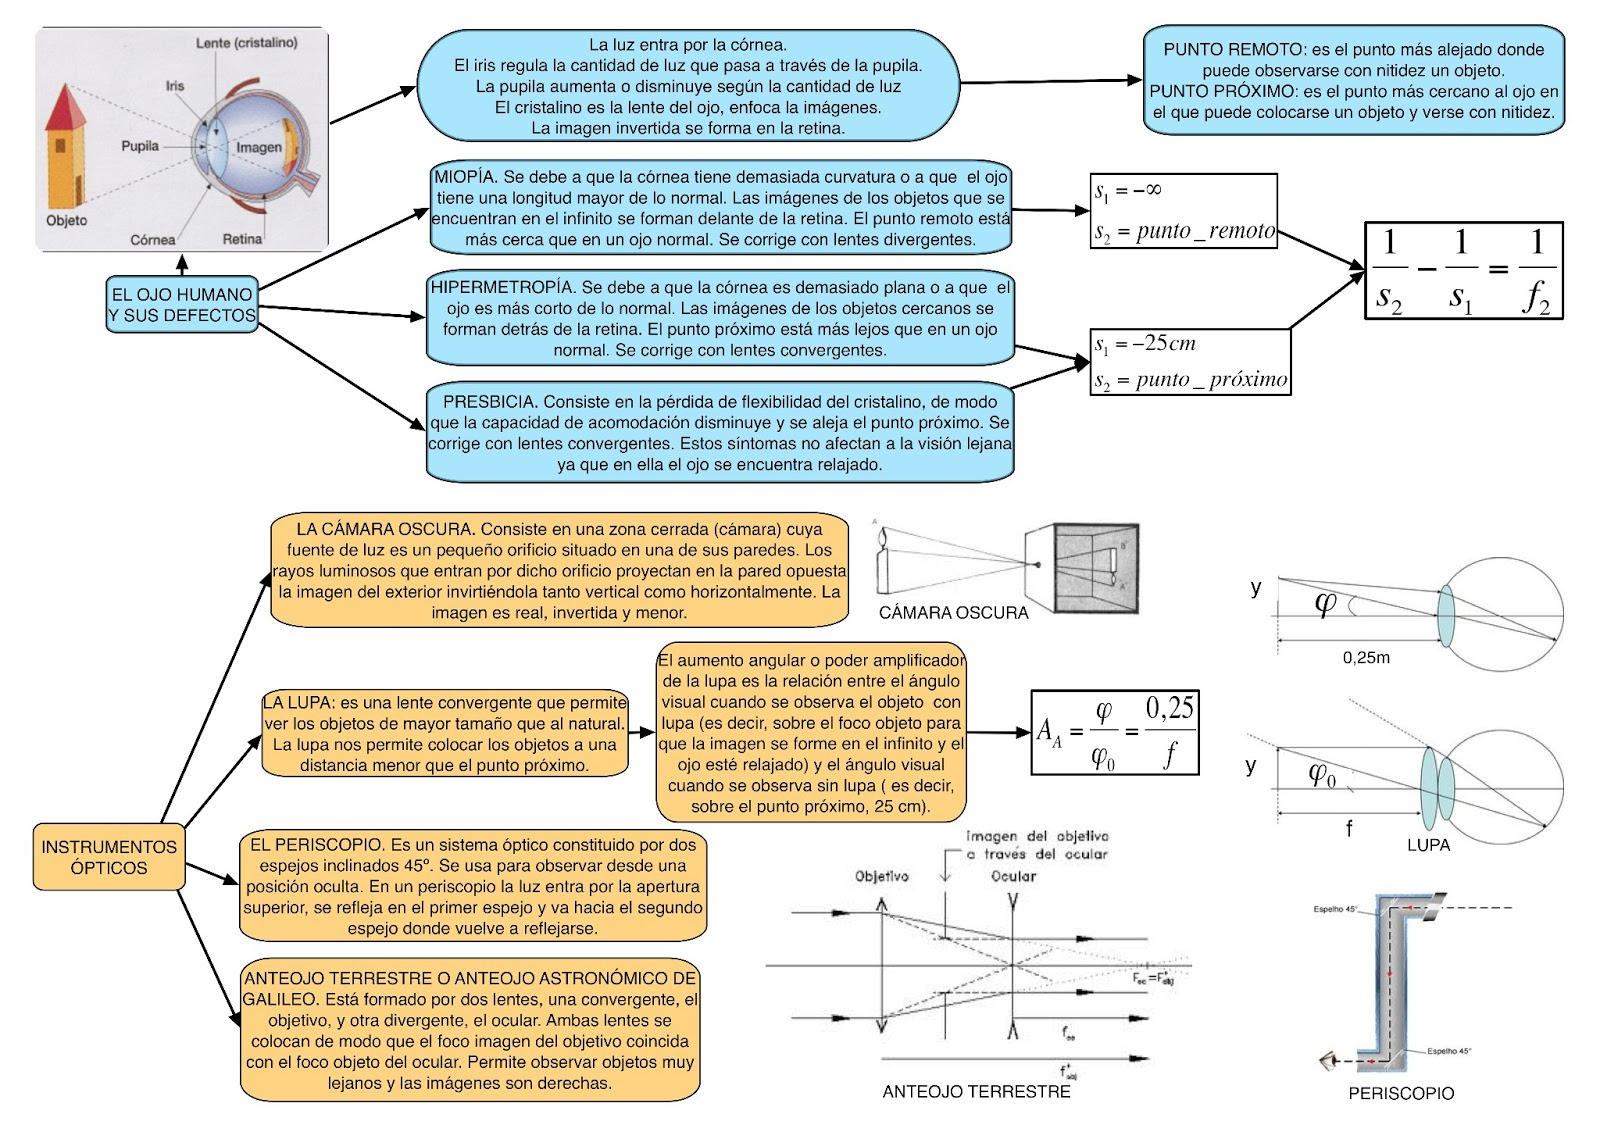 Lente (cristalino)
Iris
Pupila
Imagen
Objeto
Córnea
Retina
La luz entra por la córnea.
El iris regula la cantidad de luz que pasa a través de la pupila.
La pupila aumenta o disminuye según la cantidad de luz
El cristalino es la lente del ojo, enfoca la imágenes.
La imagen invertida se forma en la retina.
PUNTO REMOTO: es el punto más alejado donde
puede observarse con nitidez un objeto.
PUNTO PRÓXIMO: es el punto más cercano al ojo en
el que puede colocarse un objeto y verse con nitidez.
EL OJO HUMANO
Y SUS DEFECTOS
MIOPÍA. Se debe a que la córnea tiene demasiada curvatura o a que el ojo
tiene una longitud mayor de lo normal. Las imágenes de los objetos que se
encuentran en el infinito se forman delante de la retina. El punto remoto está
más cerca que en un ojo normal. Se corrige con lentes divergentes.
s₁ = −∞
s₂ = punto_remoto
HIPERMETROPÍA. Se debe a que la córnea es demasiado plana o a que el
ojo es más corto de lo normal. Las imágenes de los objetos cercanos se
forman detrás de la retina. El punto próximo está más lejos que en un ojo
normal. Se corrige con lentes convergentes.
PRESBICIA. Consiste en la pérdida de flexibilidad del cristalino, de modo
que la capacidad de acomodación disminuye y se aleja el punto próximo. Se
corrige con lentes convergentes. Estos síntomas no afectan a la visión lejana
ya que en ella el ojo se encuentra relajado.
s₁ = −25cm
s₂ = punto_próximo
1/s₂ − 1/s₁ = 1/f₂
INSTRUMENTOS
ÓPTICOS
LA CÁMARA OSCURA. Consiste en una zona cerrada (cámara) cuya
fuente de luz es un pequeño orificio situado en una de sus paredes. Los
rayos luminosos que entran por dicho orificio proyectan en la pared opuesta
la imagen del exterior invirtiéndola tanto vertical como horizontalmente. La
imagen es real, invertida y menor.
A
B'
A'
CÁMARA OSCURA
LA LUPA: es una lente convergente que permite
ver los objetos de mayor tamaño que al natural.
La lupa nos permite colocar los objetos a una
distancia menor que el punto próximo.
El aumento angular o poder amplificador
de la lupa es la relación entre el ángulo
visual cuando se observa el objeto con
lupa (es decir, sobre el foco objeto para
que la imagen se forme en el infinito y el
ojo esté relajado) y el ángulo visual
cuando se observa sin lupa ( es decir,
sobre el punto próximo, 25 cm).
A_A = φ/φ₀ = 0,25/f
y
φ
0,25m
y
φ₀
f
LUPA
EL PERISCOPIO. Es un sistema óptico constituido por dos
espejos inclinados 45º. Se usa para observar desde una
posición oculta. En un periscopio la luz entra por la apertura
superior, se refleja en el primer espejo y va hacia el segundo
espejo donde vuelve a reflejarse.
ANTEOJO TERRESTRE O ANTEOJO ASTRONÓMICO DE
GALILEO. Está formado por dos lentes, una convergente, el
objetivo, y otra divergente, el ocular. Ambas lentes se
colocan de modo que el foco imagen del objetivo coincida
con el foco objeto del ocular. Permite observar objetos muy
lejanos y las imágenes son derechas.
Imagen del objetivo
a través del ocular
Objetivo
Ocular
ANTEOJO TERRESTRE
Espelho 45°
Espelho 45°
PERISCOPIO